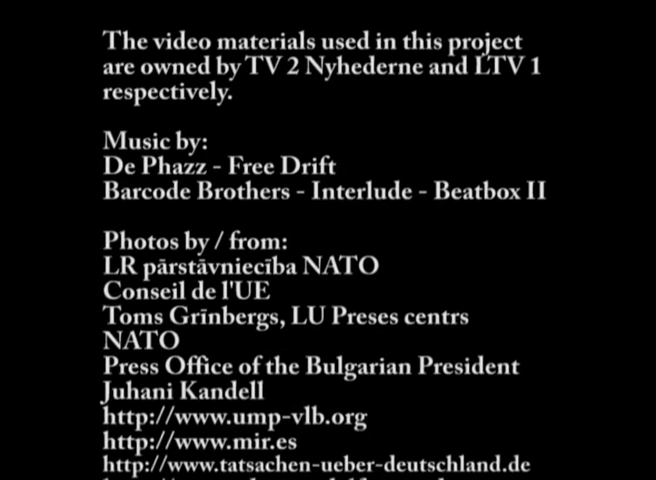 The video materials used in this project
are owned by TV 2 Nyhederne and LTV 1
respectively.
Music by:
De Phazz - Free Drift
Barcode Brothers - Interlude - Beatbox II
Photos by / from:
LR pārstāvniecība NATO
Conseil de l'UE
Toms Grīnbergs, LU Preses centrs
NATO
Press Office of the Bulgarian President
Juhani Kandell
http://www.ump-vlb.org
http://www.mir.es
http://www.tatsachen-ueber-deutschland.de